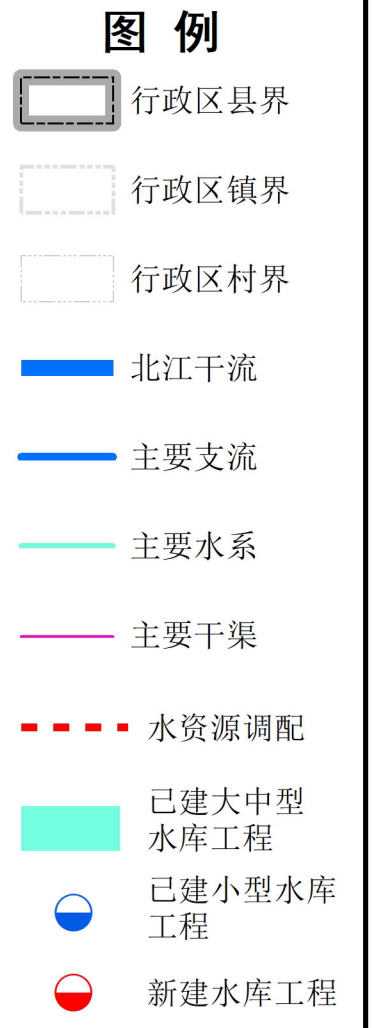 图 例
行政区县界
行政区镇界
行政区村界
北江干流
主要支流
主要水系
主要干渠
水资源调配
已建大中型
水库工程
已建小型水库
工程
新建水库工程